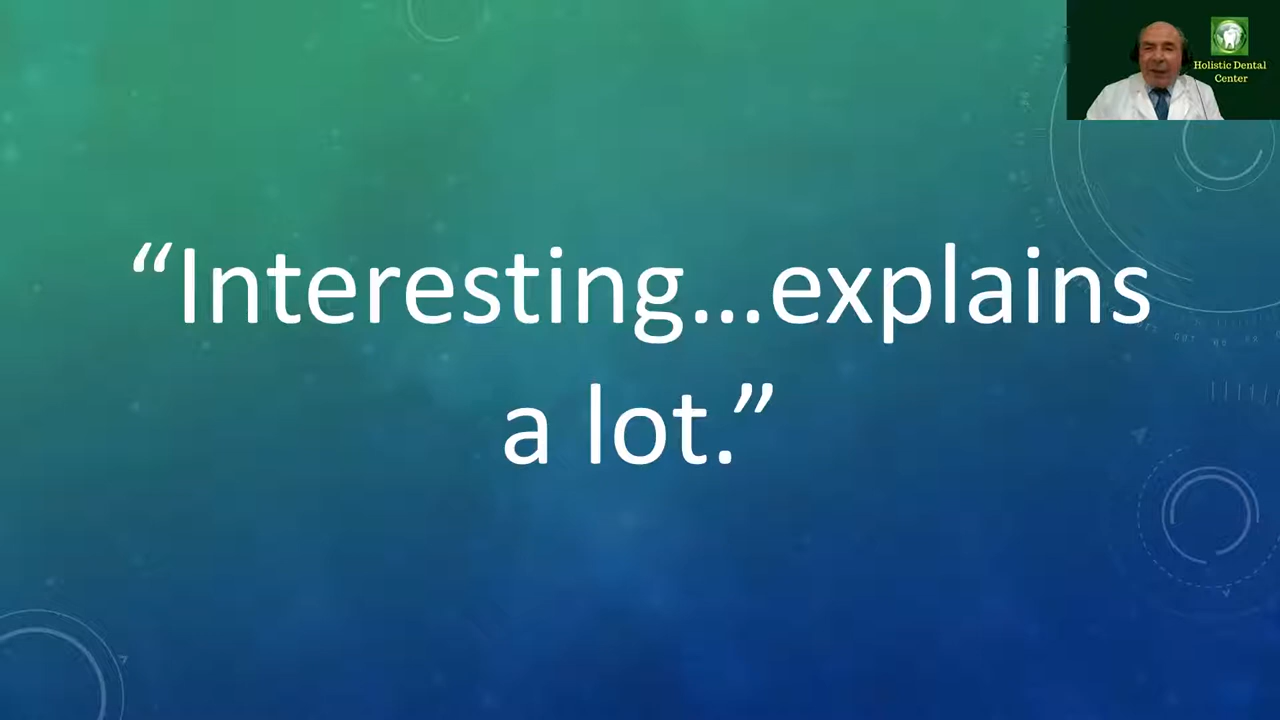 Holistic Dental
Center
“Interesting...explains
a lot.”